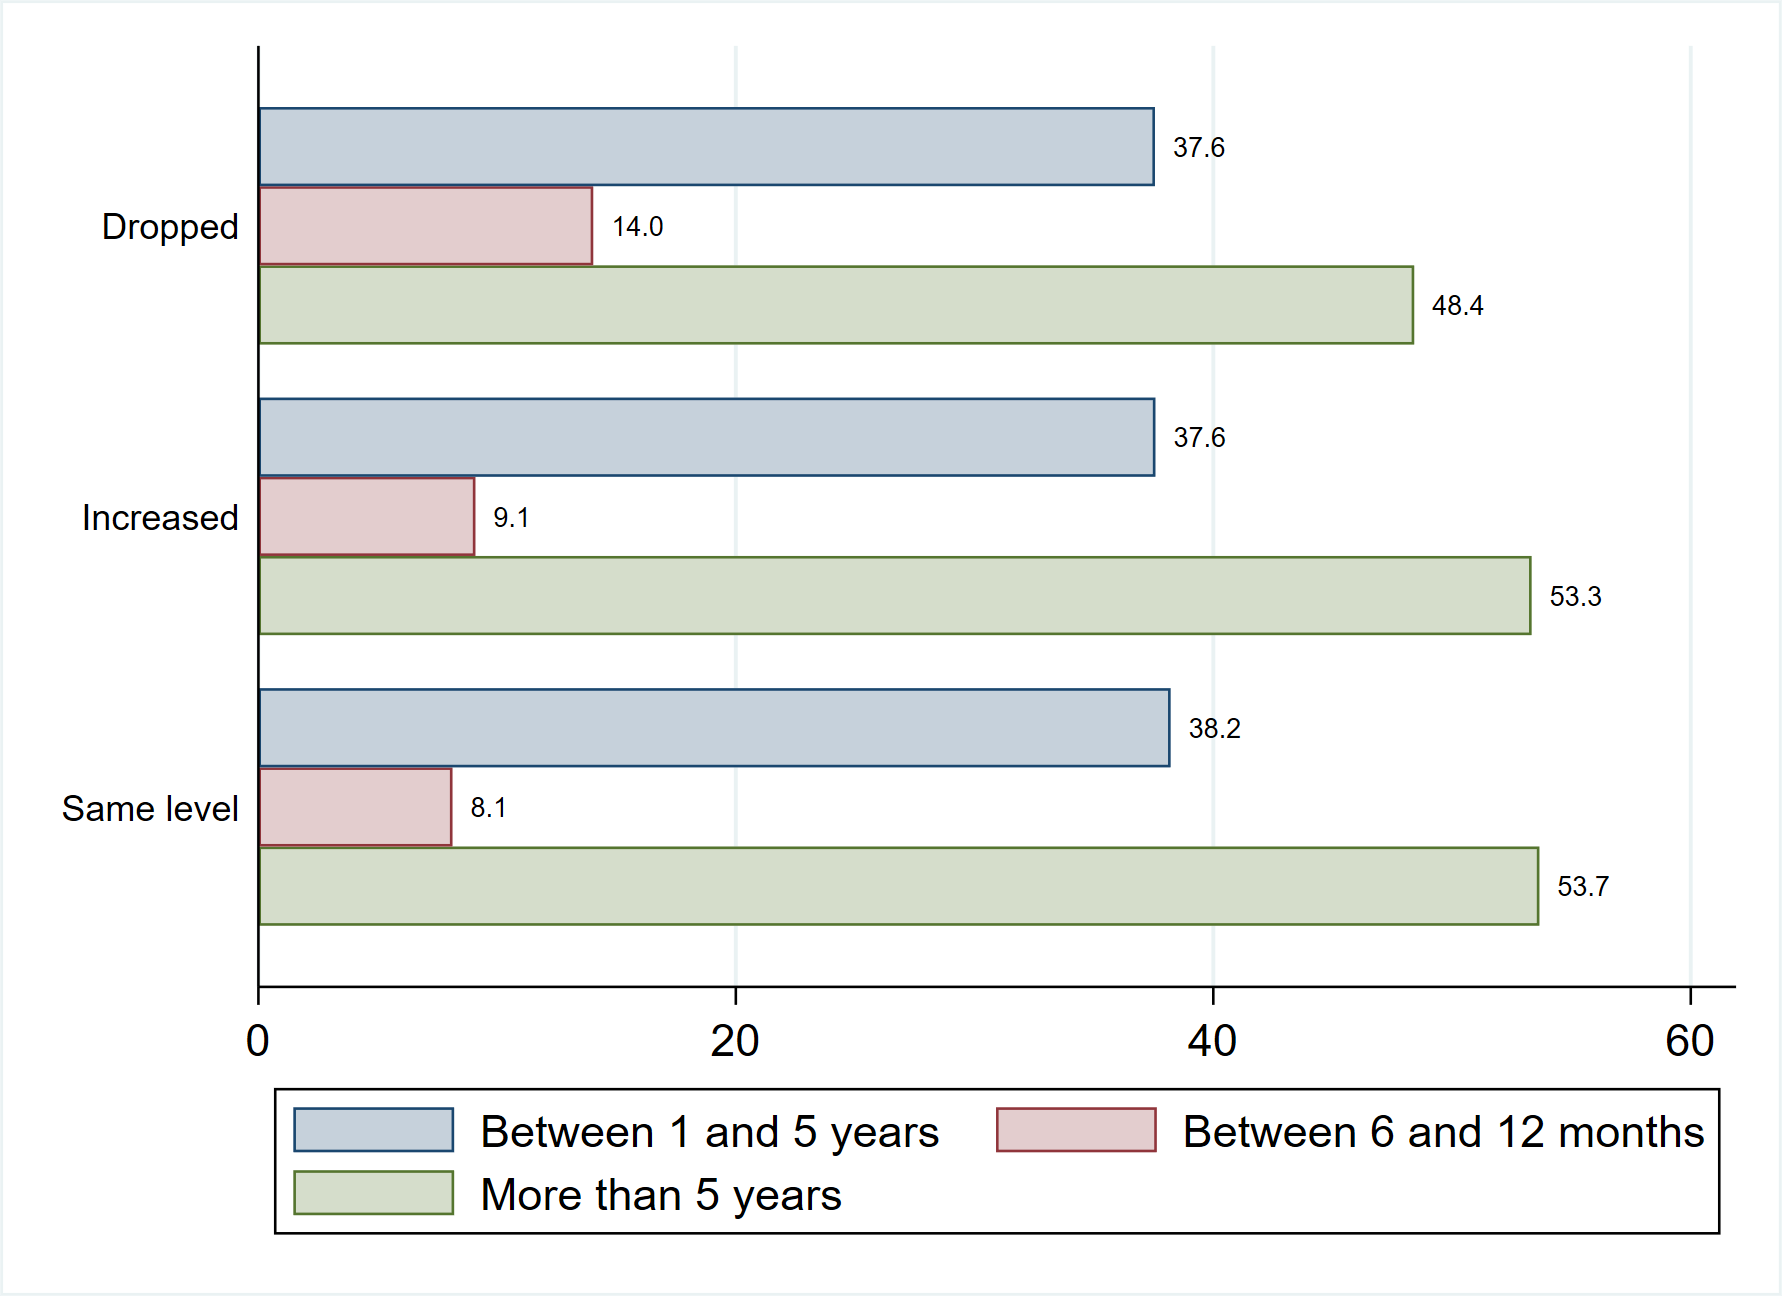 37.6
Dropped
14.0
48.4
37.6
Increased
9.1
53.3
38.2
Same level
8.1
53.7
0 20 40 60
Between 1 and 5 years Between 6 and 12 months
More than 5 years